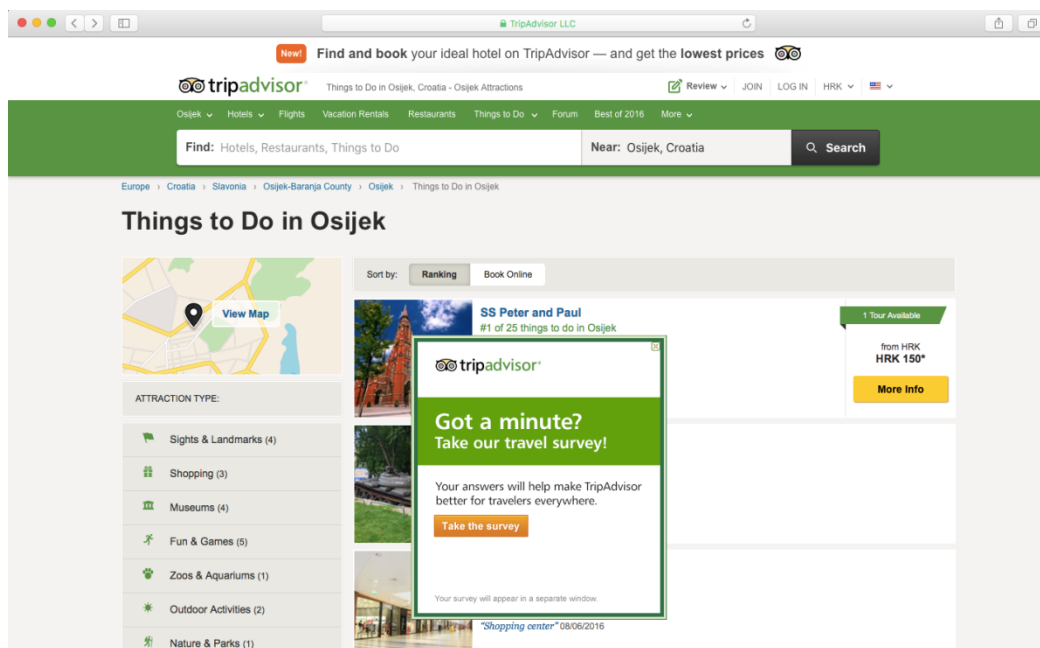 TripAdvisor LLC
New! Find and book your ideal hotel on TripAdvisor — and get the lowest prices
tripadvisor® Things to Do in Osijek, Croatia - Osijek Attractions Review JOIN LOG IN HRK
Osijek Hotels Flights Vacation Rentals Restaurants Things to Do Forum Best of 2016 More
Find: Hotels, Restaurants, Things to Do Near: Osijek, Croatia Search
Europe › Croatia › Slavonia › Osijek-Baranja County › Osijek › Things to Do in Osijek
Things to Do in Osijek
View Map
ATTRACTION TYPE:
Sights & Landmarks (4)
Shopping (3)
Museums (4)
Fun & Games (5)
Zoos & Aquariums (1)
Outdoor Activities (2)
Nature & Parks (1)
Sort by: Ranking Book Online
SS Peter and Paul
#1 of 25 things to do in Osijek
1 Tour Available
from HRK
HRK 150*
More Info
tripadvisor®
Got a minute?
Take our travel survey!
Your answers will help make TripAdvisor
better for travelers everywhere.
Take the survey
Your survey will appear in a separate window.
"Shopping center" 08/06/2016